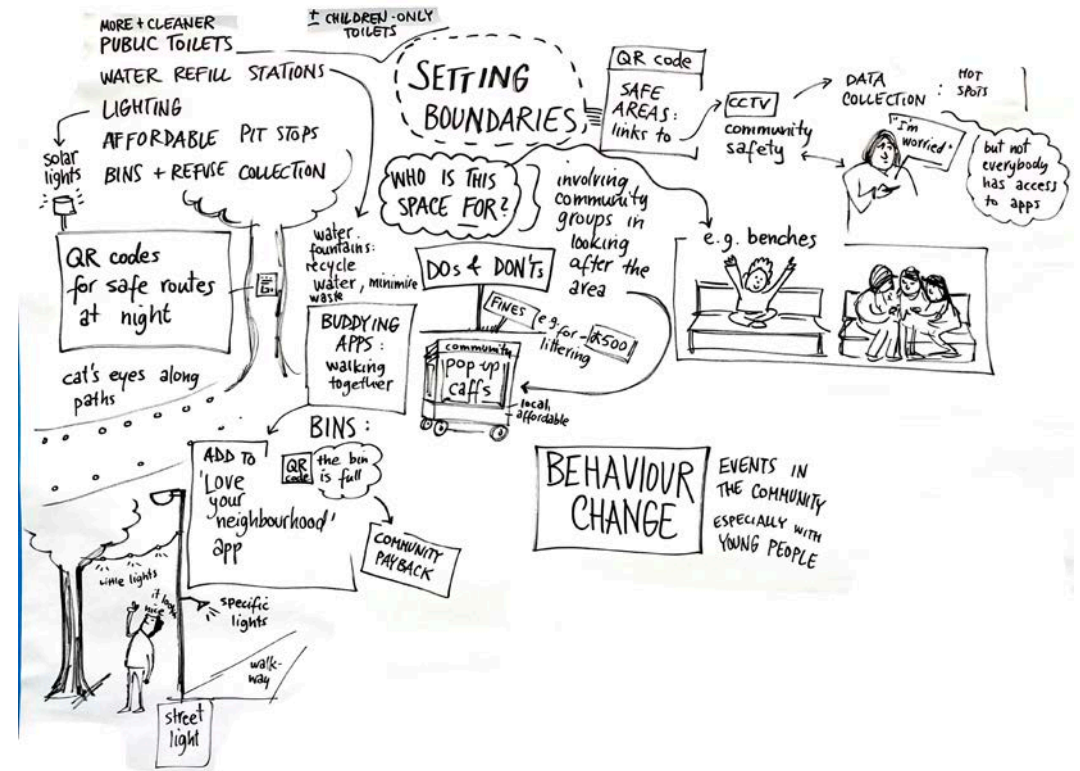 MORE + CLEANER
PUBLIC TOILETS
± CHILDREN-ONLY
TOILETS
WATER REFILL STATIONS
LIGHTING
AFFORDABLE PIT STOPS
BINS + REFUSE COLLECTION
solar
lights
QR codes
for safe routes
at night
cat's eyes along
paths
SETTING
BOUNDARIES
WHO IS THIS
SPACE FOR?
involving
community
groups in
looking
after the
area
QR code
SAFE
AREAS:
links to
CCTV
community
safety
DATA
COLLECTION :
HOT
SPOTS
"I'm
worried"
but not
everybody
has access
to apps
e.g. benches
water
fountains:
recycle
water, minimise
waste
DOs & DON'Ts
FINES
e.g. for
littering
£500
community
pop-up
caffs
local,
affordable
BUDDYING
APPS:
walking
together
BINS:
ADD TO
'Love
your
neighbourhood'
app
QR
code
the bin
is full
COMMUNITY
PAYBACK
BEHAVIOUR
CHANGE
EVENTS IN
THE COMMUNITY
ESPECIALLY WITH
YOUNG PEOPLE
little lights
it looks
nice
specific
lights
walk-
way
street
light